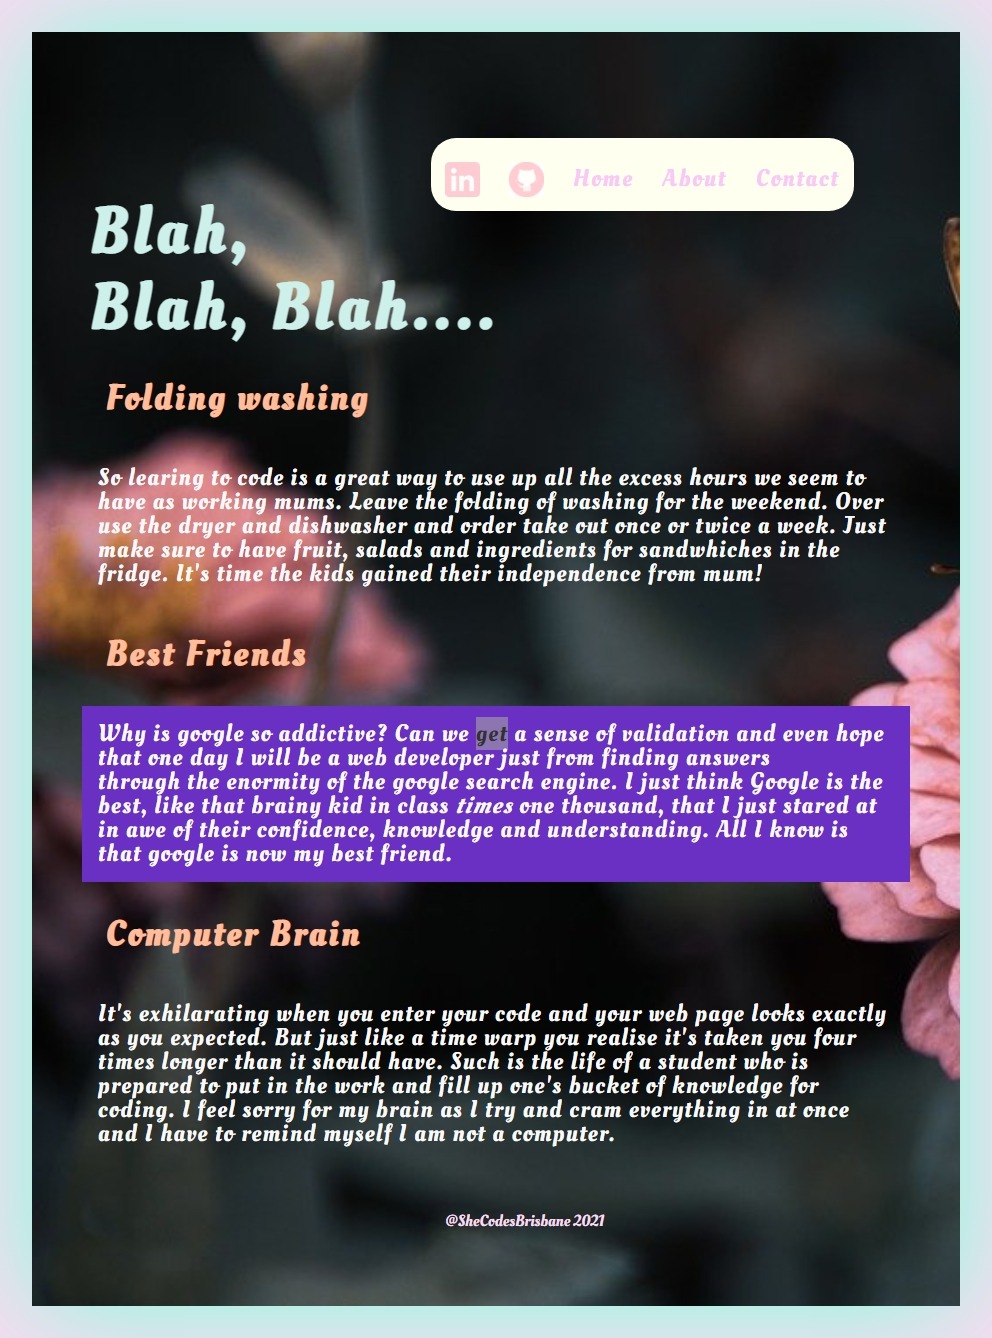 in
Home About Contact
Blah,
Blah, Blah....
Folding washing
So learing to code is a great way to use up all the excess hours we seem to
have as working mums. Leave the folding of washing for the weekend. Over
use the dryer and dishwasher and order take out once or twice a week. Just
make sure to have fruit, salads and ingredients for sandwhiches in the
fridge. It's time the kids gained their independence from mum!
Best Friends
Why is google so addictive? Can we get a sense of validation and even hope
that one day I will be a web developer just from finding answers
through the enormity of the google search engine. I just think Google is the
best, like that brainy kid in class times one thousand, that I just stared at
in awe of their confidence, knowledge and understanding. All I know is
that google is now my best friend.
Computer Brain
It's exhilarating when you enter your code and your web page looks exactly
as you expected. But just like a time warp you realise it's taken you four
times longer than it should have. Such is the life of a student who is
prepared to put in the work and fill up one's bucket of knowledge for
coding. I feel sorry for my brain as I try and cram everything in at once
and I have to remind myself I am not a computer.
@SheCodesBrisbane 2021